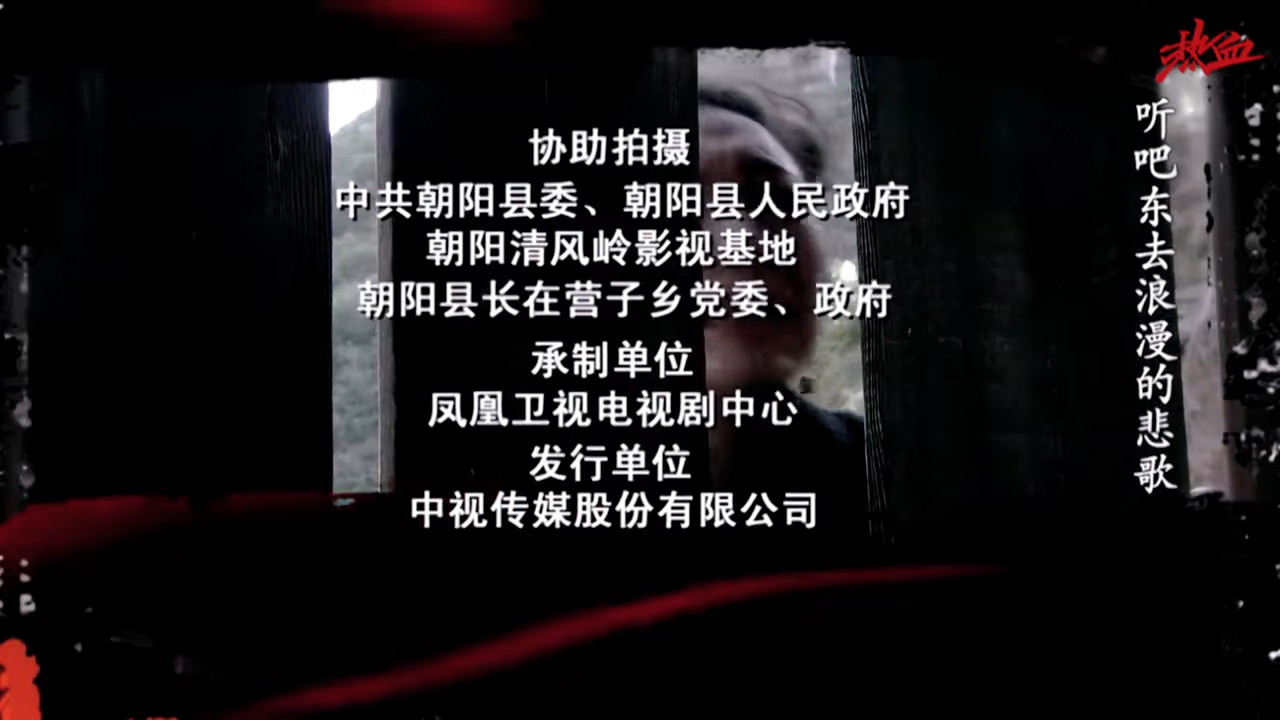 热血
协助拍摄
中共朝阳县委、朝阳县人民政府
朝阳清风岭影视基地
朝阳县长在营子乡党委、政府
承制单位
凤凰卫视电视剧中心
发行单位
中视传媒股份有限公司
听吧东去浪漫的悲歌